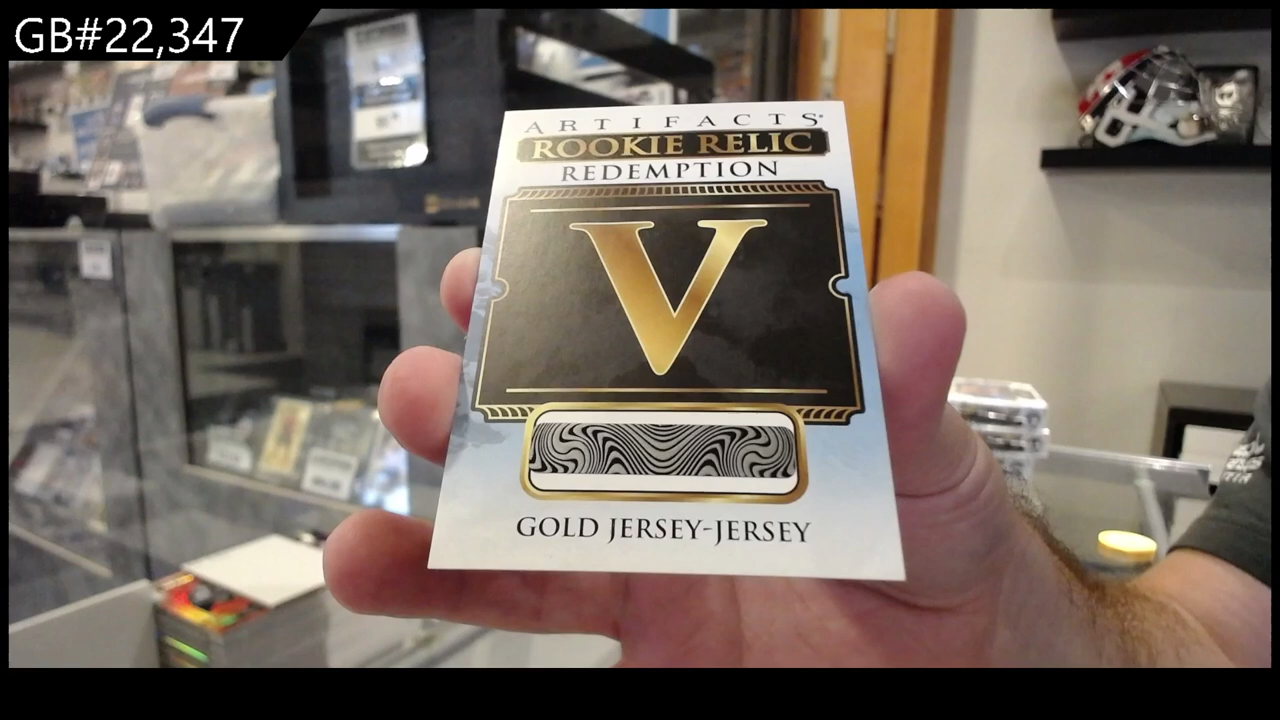 GB#22,347
ARTIFACTS
ROOKIE RELIC
REDEMPTION
V
GOLD JERSEY-JERSEY